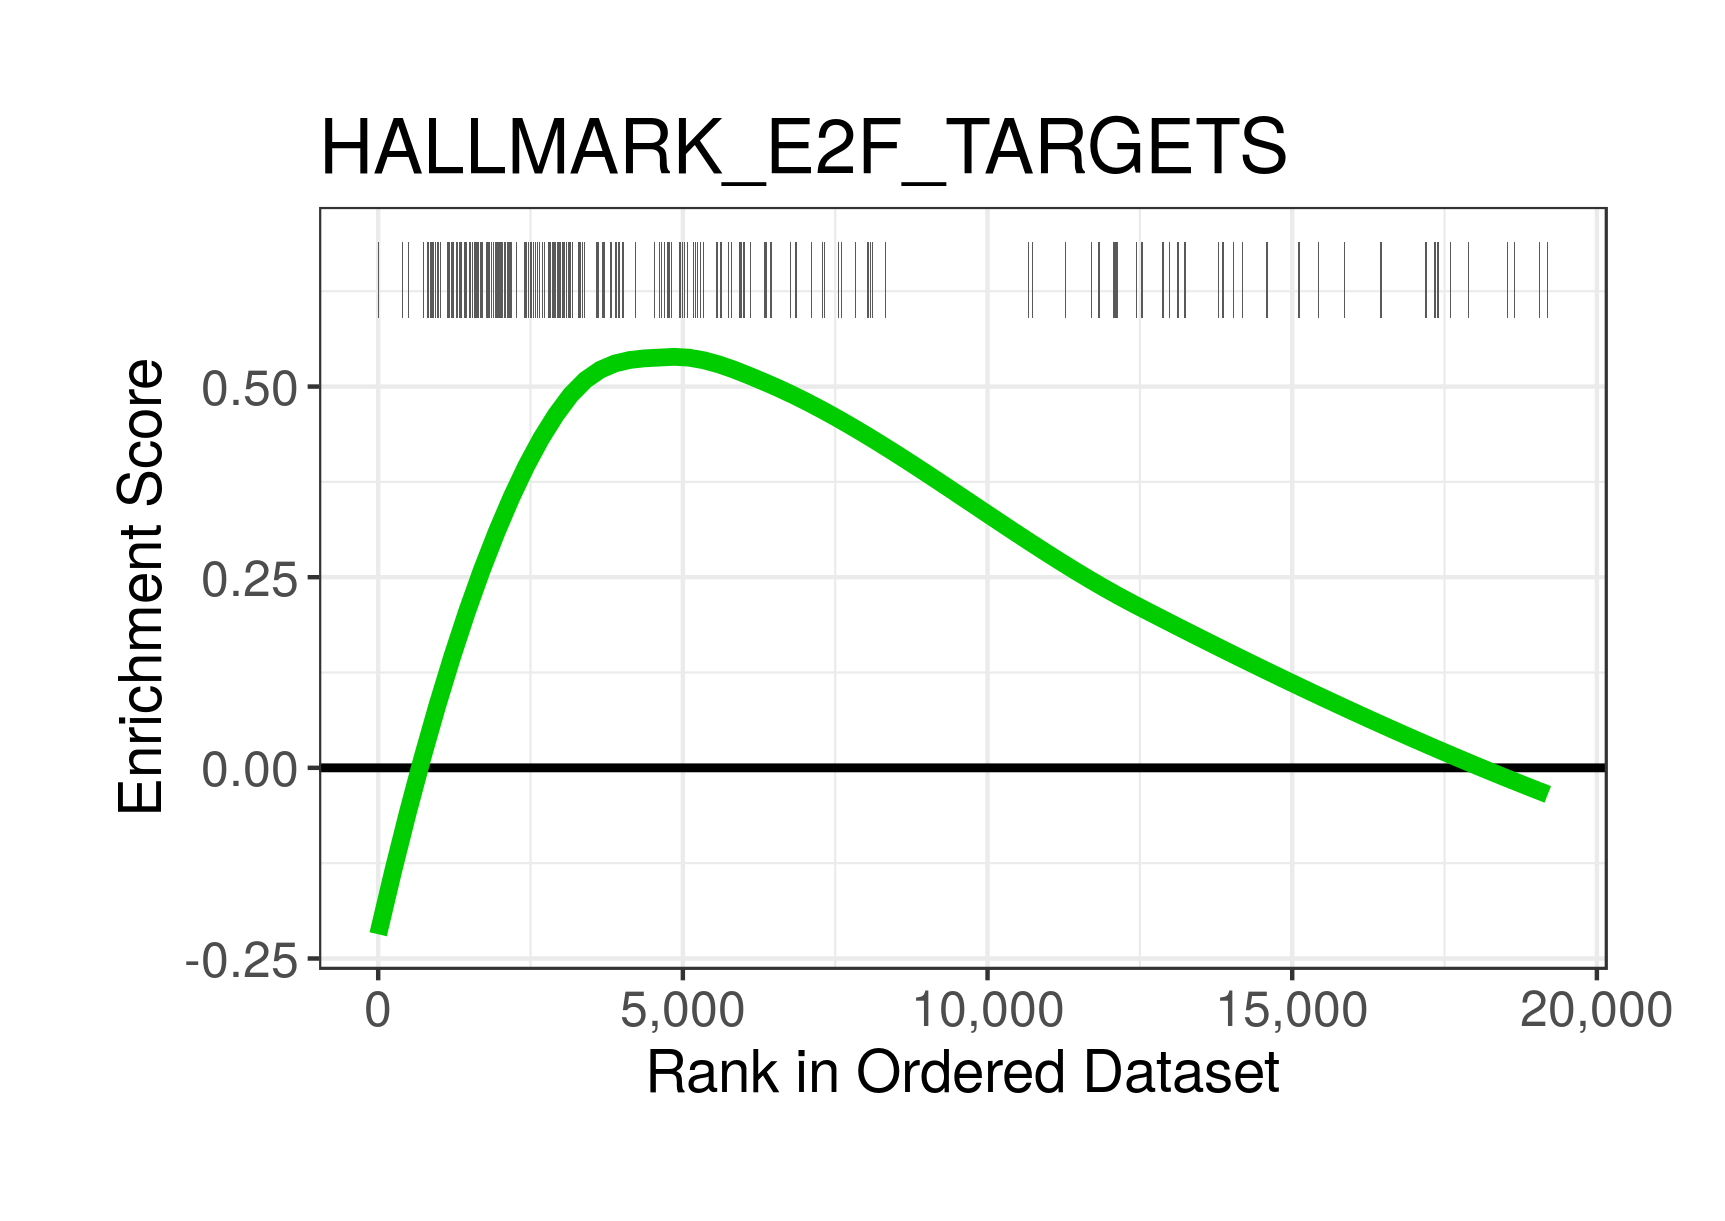 HALLMARK_E2F_TARGETS
Enrichment Score
0.50
0.25
0.00
-0.25
0 5,000 10,000 15,000 20,000
Rank in Ordered Dataset